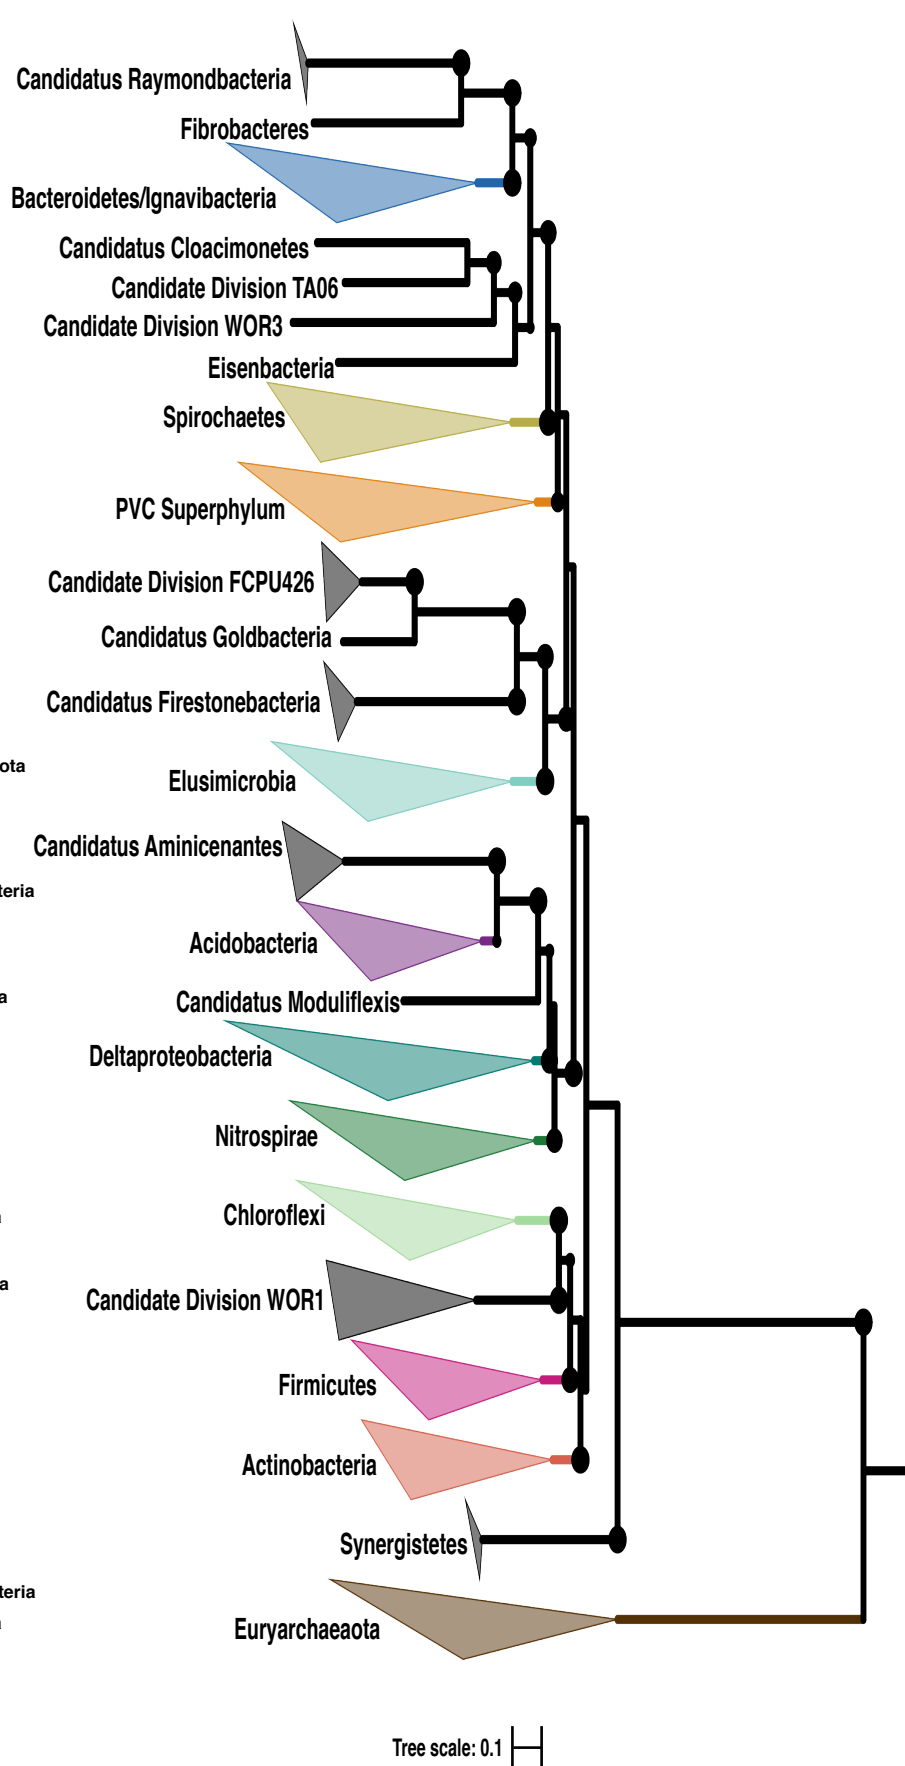 Candidatus Raymondbacteria
Fibrobacteres
Bacteroidetes/Ignavibacteria
Candidatus Cloacimonetes
Candidate Division TA06
Candidate Division WOR3
Eisenbacteria
Spirochaetes
PVC Superphylum
Candidate Division FCPU426
Candidatus Goldbacteria
Candidatus Firestonebacteria
ota
Elusimicrobia
Candidatus Aminicenantes
teria
Acidobacteria
a
Candidatus Moduliflexis
Deltaproteobacteria
Nitrospirae
Chloroflexi
a
Candidate Division WOR1
Firmicutes
Actinobacteria
Synergistetes
teria
Euryarchaeaota
Tree scale: 0.1